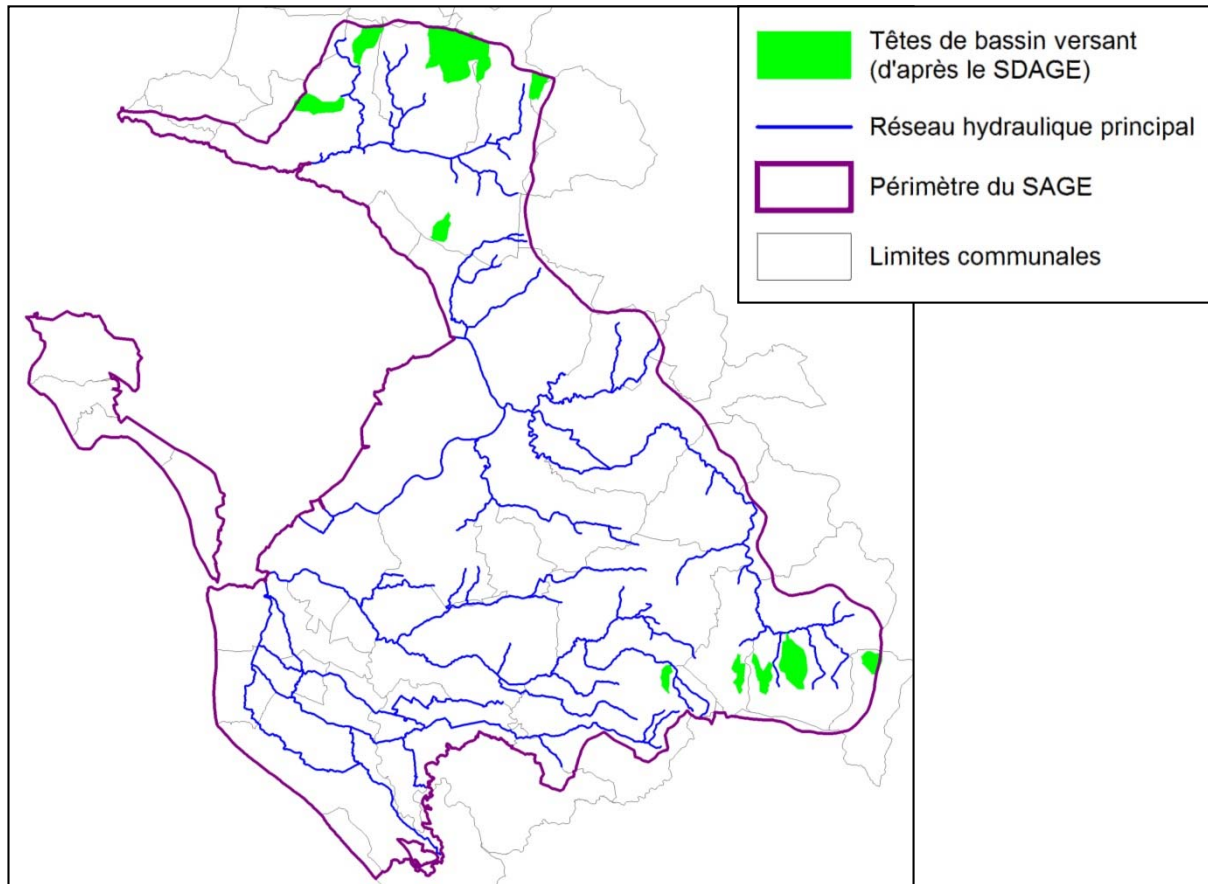 Têtes de bassin versant
(d'après le SDAGE)
Réseau hydraulique principal
Périmètre du SAGE
Limites communales